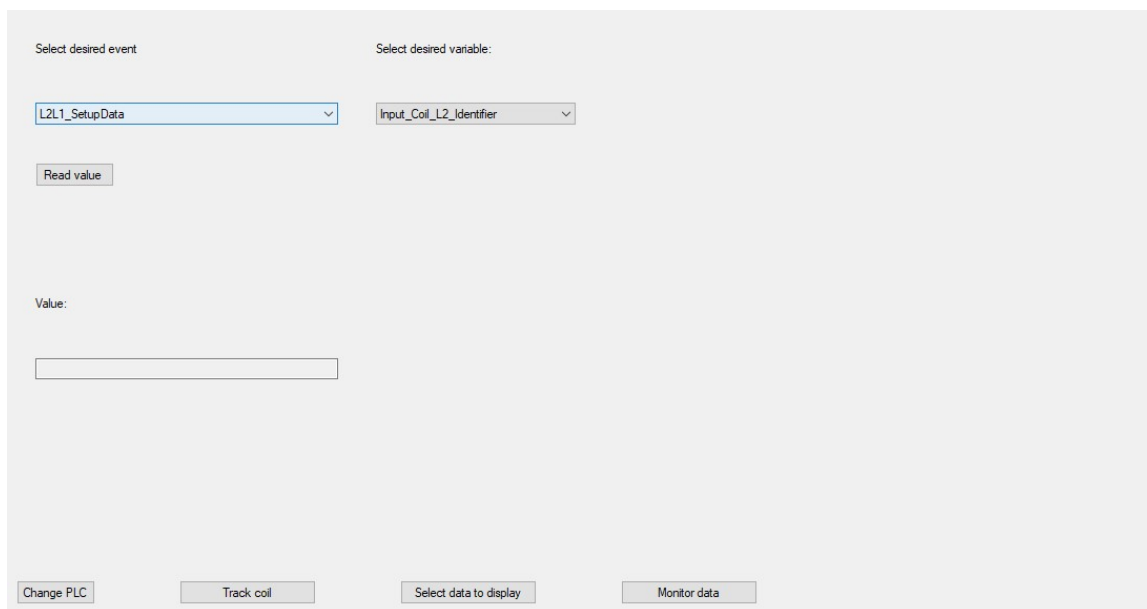 Select desired event
Select desired variable:
L2L1_SetupData
Input_Coil_L2_Identifier
Read value
Value:
Change PLC
Track coil
Select data to display
Monitor data